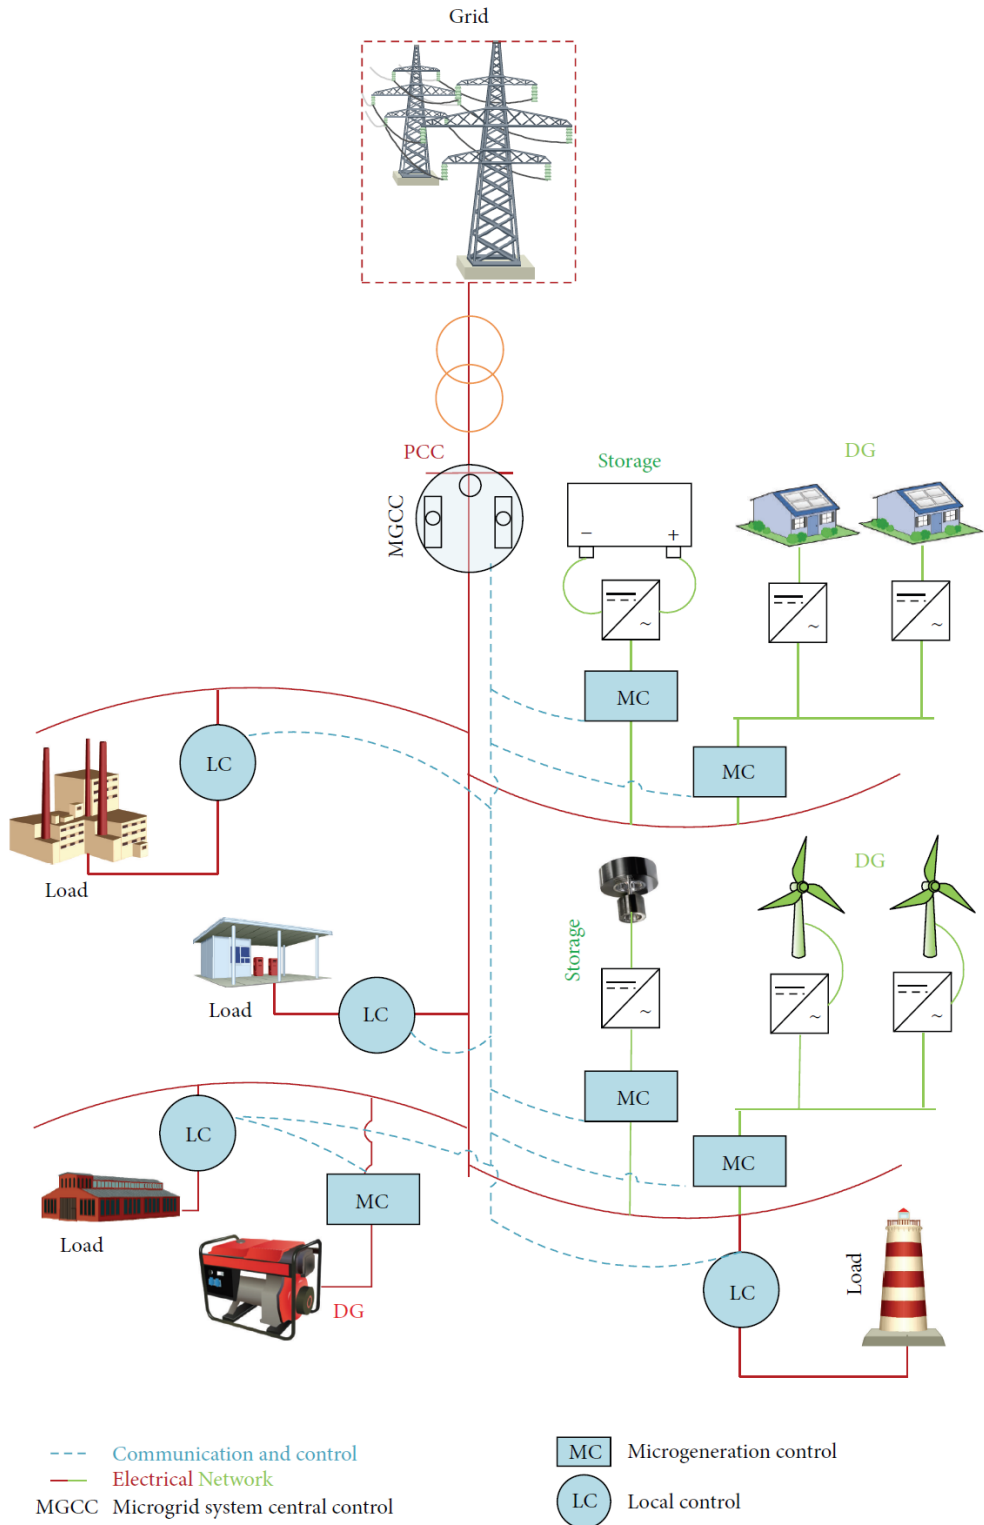 Grid
PCC
MGCC
Storage
DG
− +
~
~
~
MC
LC
MC
Load
DG
Storage
Load
LC
~
~
~
MC
LC
MC
MC
Load
DG
LC
Load
Communication and control
Electrical Network
MGCC Microgrid system central control
MC Microgeneration control
LC Local control